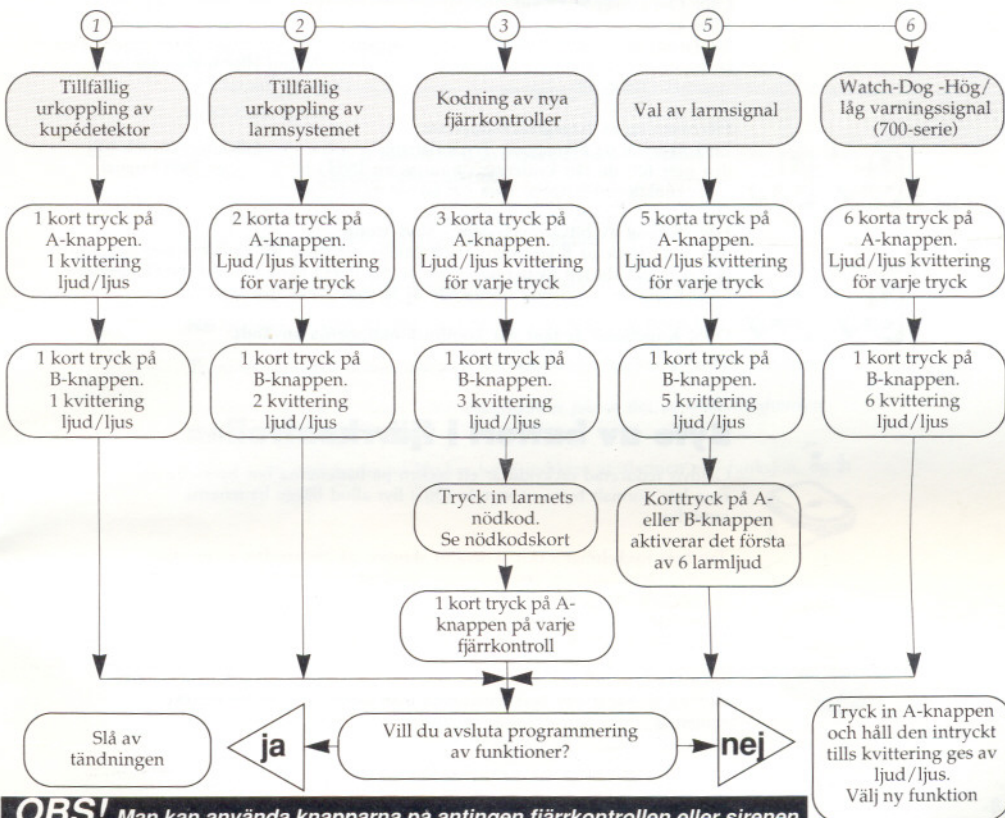 1
2
3
5
6
Tillfällig
urkoppling av
kupédetektor
Tillfällig
urkoppling av
larmsystemet
Kodning av nya
fjärrkontroller
Val av larmsignal
Watch-Dog -Hög/
låg varningssignal
(700-serie)
1 kort tryck på
A-knappen.
1 kvittering
ljud/ljus
2 korta tryck på
A-knappen.
Ljud/ljus kvittering
för varje tryck
3 korta tryck på
A-knappen.
Ljud/ljus kvittering
för varje tryck
5 korta tryck på
A-knappen.
Ljud/ljus kvittering
för varje tryck
6 korta tryck på
A-knappen.
Ljud/ljus kvittering
för varje tryck
1 kort tryck på
B-knappen.
1 kvittering
ljud/ljus
1 kort tryck på
B-knappen.
2 kvittering
ljud/ljus
1 kort tryck på
B-knappen.
3 kvittering
ljud/ljus
1 kort tryck på
B-knappen.
5 kvittering
ljud/ljus
1 kort tryck på
B-knappen.
6 kvittering
ljud/ljus
Tryck in larmets
nödkod.
Se nödkodskort
Korttryck på A-
eller B-knappen
aktiverar det första
av 6 larmljud
1 kort tryck på A-
knappen på varje
fjärrkontroll
Slå av
tändningen
ja
Vill du avsluta programmering
av funktioner?
nej
Tryck in A-knappen
och håll den intryckt
tills kvittering ges av
ljud/ljus.
Välj ny funktion
OBS! Man kan använda knapparna på antingen fjärrkontrollen eller sirenen